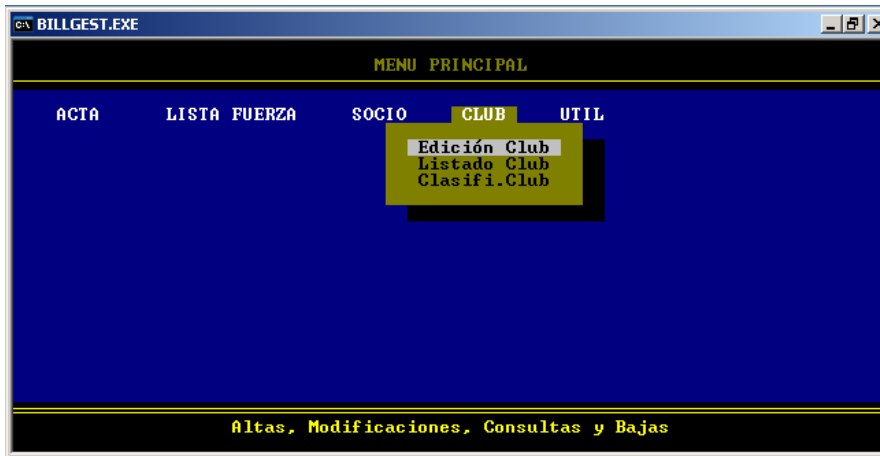 C:\ BILLGEST.EXE
MENU PRINCIPAL
ACTA LISTA FUERZA SOCIO CLUB UTIL
Edición Club
Listado Club
Clasifi.Club
Altas, Modificaciones, Consultas y Bajas